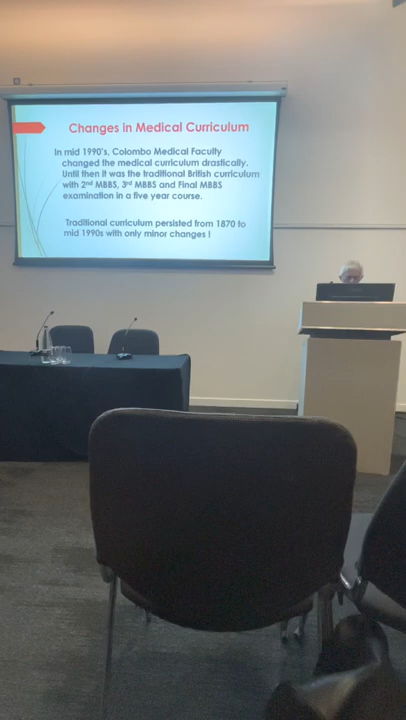 Changes in Medical Curriculum
In mid 1990's, Colombo Medical Faculty
changed the medical curriculum drastically.
Until then it was the traditional British curriculum
with 2nd MBBS, 3rd MBBS and Final MBBS
examination in a five year course.
Traditional curriculum persisted from 1870 to
mid 1990s with only minor changes !